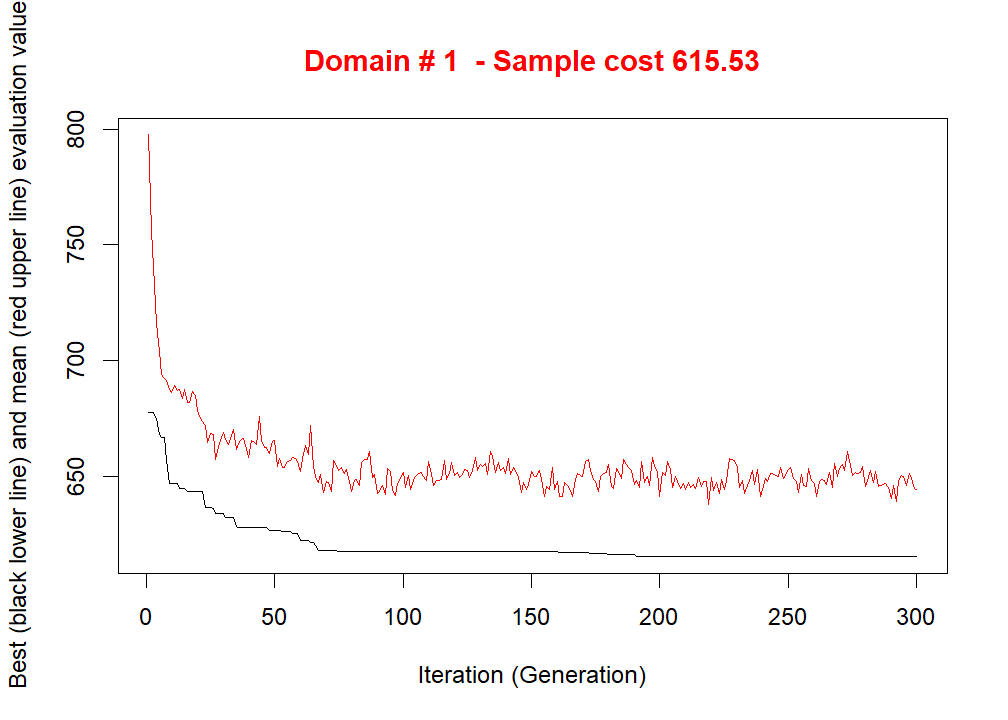 Domain # 1  - Sample cost 615.53
Best (black lower line) and mean (red upper line) evaluation value
800
750
700
650
0 50 100 150 200 250 300
Iteration (Generation)